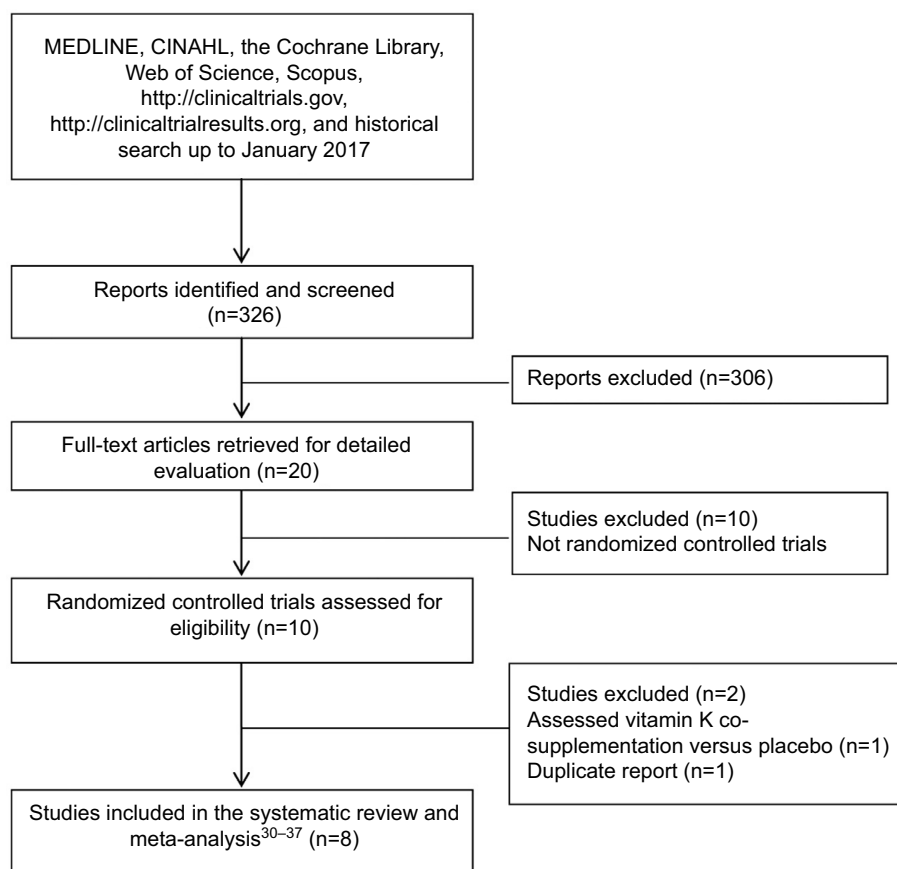 MEDLINE, CINAHL, the Cochrane Library,
Web of Science, Scopus,
http://clinicaltrials.gov,
http://clinicaltrialresults.org, and historical
search up to January 2017
Reports identified and screened
(n=326)
Reports excluded (n=306)
Full-text articles retrieved for detailed
evaluation (n=20)
Studies excluded (n=10)
Not randomized controlled trials
Randomized controlled trials assessed for
eligibility (n=10)
Studies excluded (n=2)
Assessed vitamin K co-
supplementation versus placebo (n=1)
Duplicate report (n=1)
Studies included in the systematic review and
meta-analysis³⁰⁻³⁷ (n=8)